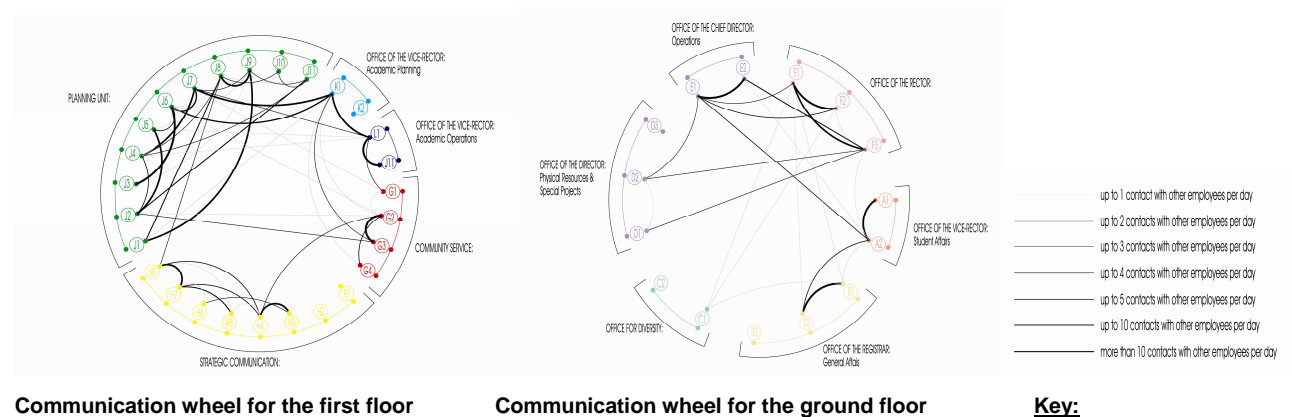 OFFICE OF THE VICE-RECTOR:
Academic Planning
PLANNING UNIT:
OFFICE OF THE VICE-RECTOR:
Academic Operations
COMMUNITY SERVICE:
STRATEGIC COMMUNICATION:
J1
J2
J3
J4
J5
J6
J7
J8
J9
J10
J11
K1
K2
G1
G2
G3
G4
OFFICE OF THE CHIEF DIRECTOR:
Operations
OFFICE OF THE RECTOR:
OFFICE OF THE DIRECTOR:
Physical Resources &
Special Projects
OFFICE OF THE VICE-RECTOR:
Student Affairs
OFFICE FOR DIVERSITY:
OFFICE OF THE REGISTRAR:
General Affais
E1
E2
F1
F2
F3
D3
D2
D1
A1
A2
C2
C1
B1
B3
up to 1 contact with other employees per day
up to 2 contacts with other employees per day
up to 3 contacts with other employees per day
up to 4 contacts with other employees per day
up to 5 contacts with other employees per day
up to 10 contacts with other employees per day
more than 10 contacts with other employees per day
Communication wheel for the first floor
Communication wheel for the ground floor
Key: